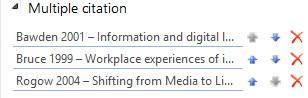 Multiple citation
Bawden 2001 – Information and digital l...
Bruce 1999 – Workplace experiences of i...
Rogow 2004 – Shifting from Media to Li...